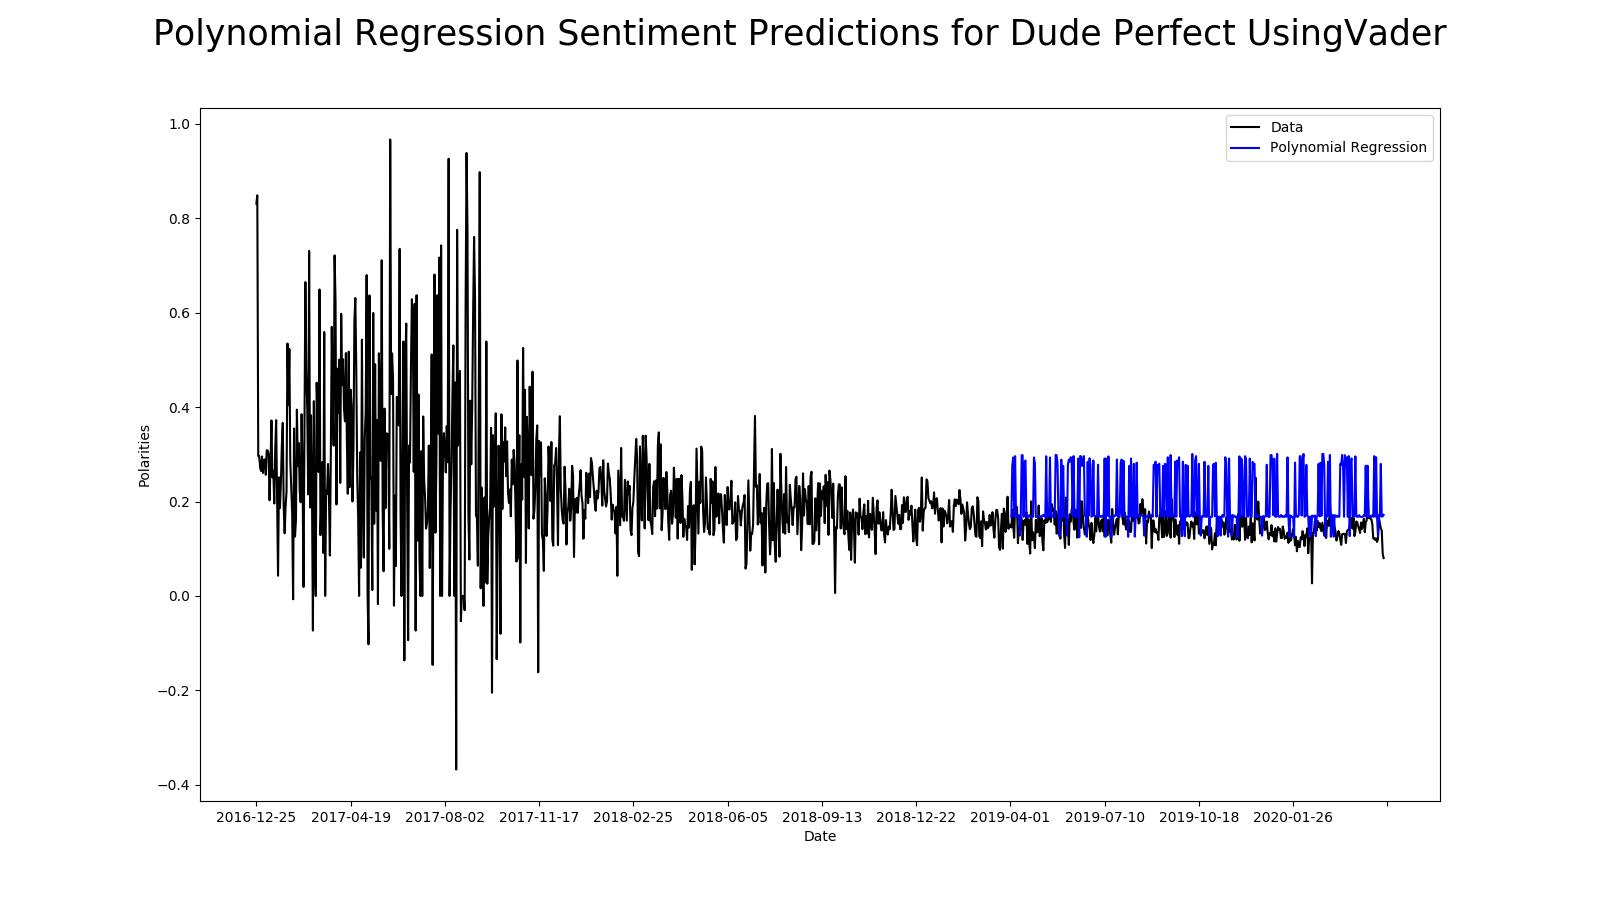 Polynomial Regression Sentiment Predictions for Dude Perfect UsingVader
1.0
0.8
0.6
0.4
0.2
0.0
−0.2
−0.4
Polarities
Data
Polynomial Regression
2016-12-25 2017-04-19 2017-08-02 2017-11-17 2018-02-25 2018-06-05 2018-09-13 2018-12-22 2019-04-01 2019-07-10 2019-10-18 2020-01-26
Date